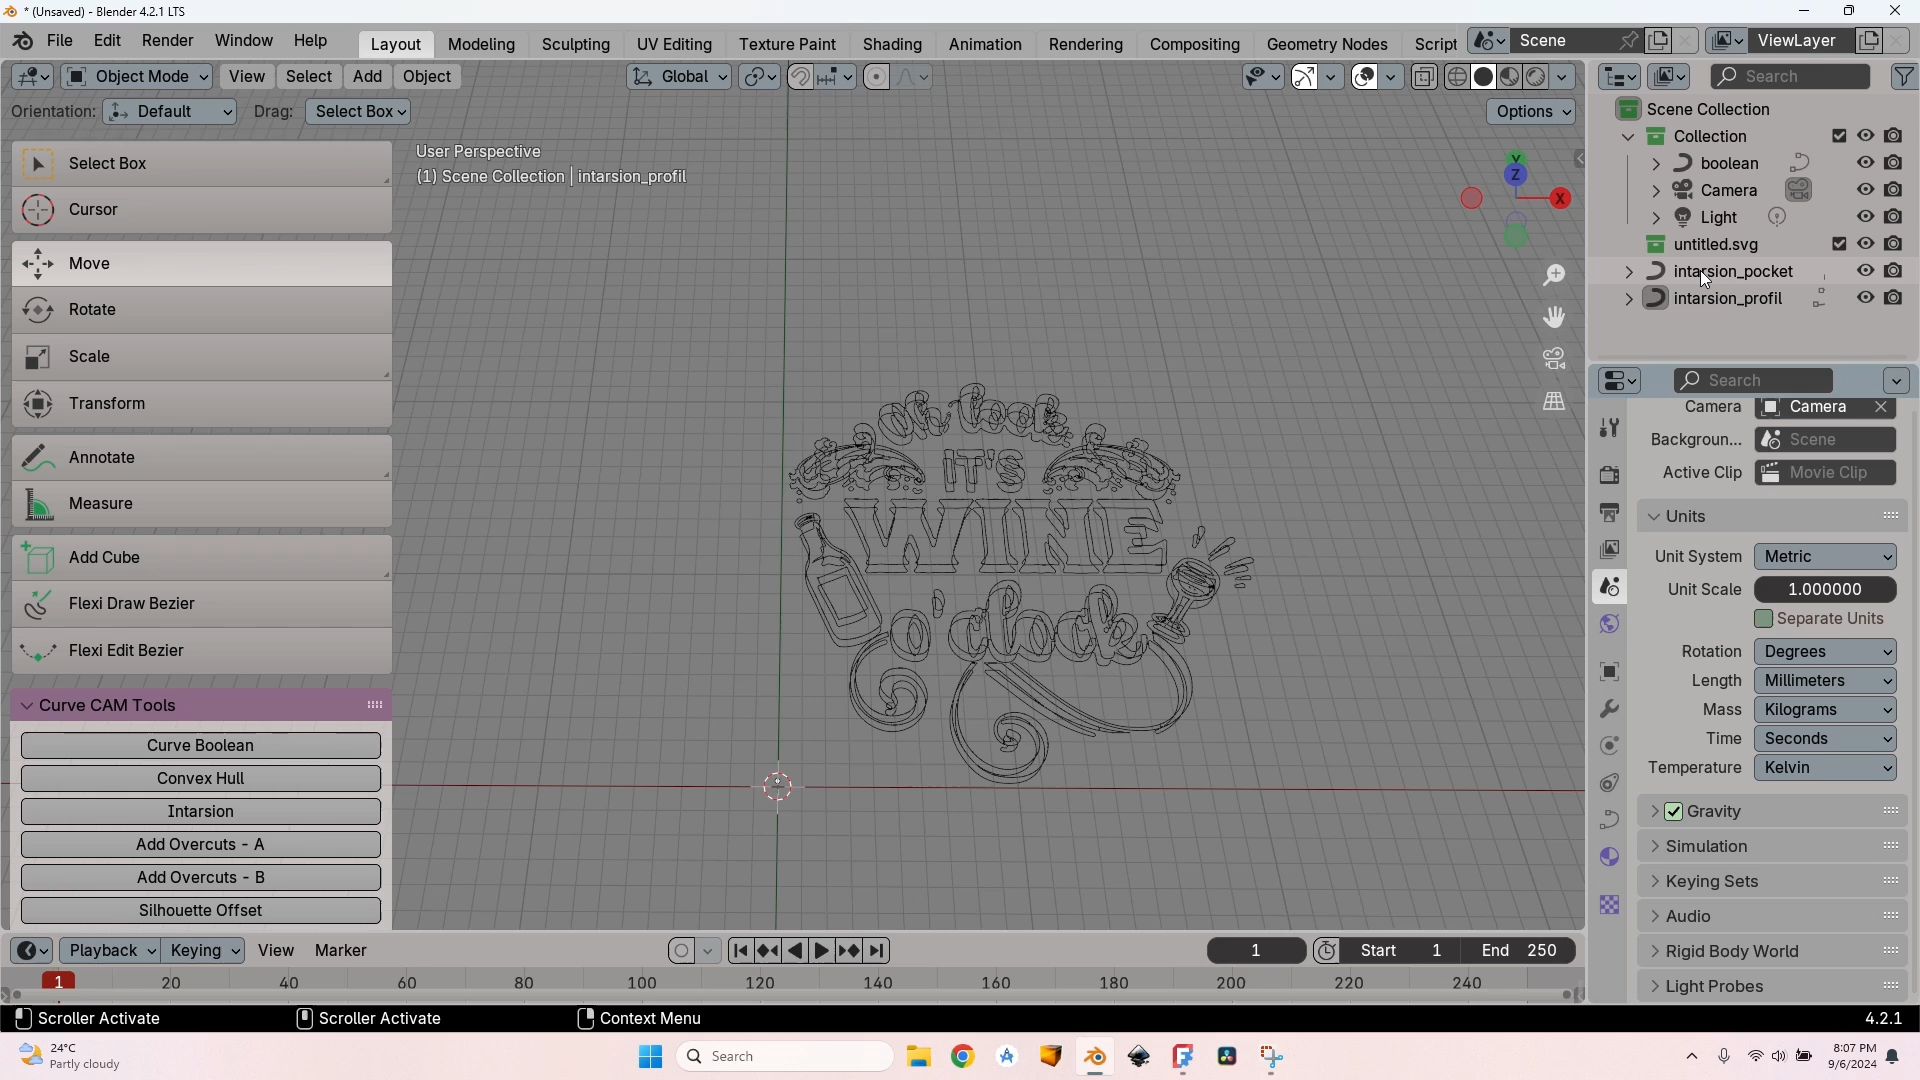 * (Unsaved) - Blender 4.2.1 LTS
File Edit Render Window Help Layout Modeling Sculpting UV Editing Texture Paint Shading Animation Rendering Compositing Geometry Nodes Script Scene ViewLayer
Object Mode View Select Add Object Global Search
Orientation: Default Drag: Select Box Options
User Perspective
(1) Scene Collection | intarsion_profil
Select Box
Cursor
Move
Rotate
Scale
Transform
Annotate
Measure
Add Cube
Flexi Draw Bezier
Flexi Edit Bezier
Curve CAM Tools
Curve Boolean
Convex Hull
Intarsion
Add Overcuts - A
Add Overcuts - B
Silhouette Offset
Y
Z
X
oh look
IT'S
WINE
o'clock
Scene Collection
Collection
boolean
Camera
Light
untitled.svg
intarsion_pocket
intarsion_profil
Search
Camera Camera
Backgroun... Scene
Active Clip Movie Clip
Units
Unit System Metric
Unit Scale 1.000000
Separate Units
Rotation Degrees
Length Millimeters
Mass Kilograms
Time Seconds
Temperature Kelvin
Gravity
Simulation
Keying Sets
Audio
Rigid Body World
Light Probes
Playback Keying View Marker 1 Start 1 End 250
1 20 40 60 80 100 120 140 160 180 200 220 240
Scroller Activate Scroller Activate Context Menu 4.2.1
24°C
Partly cloudy
Search
8:07 PM
9/6/2024